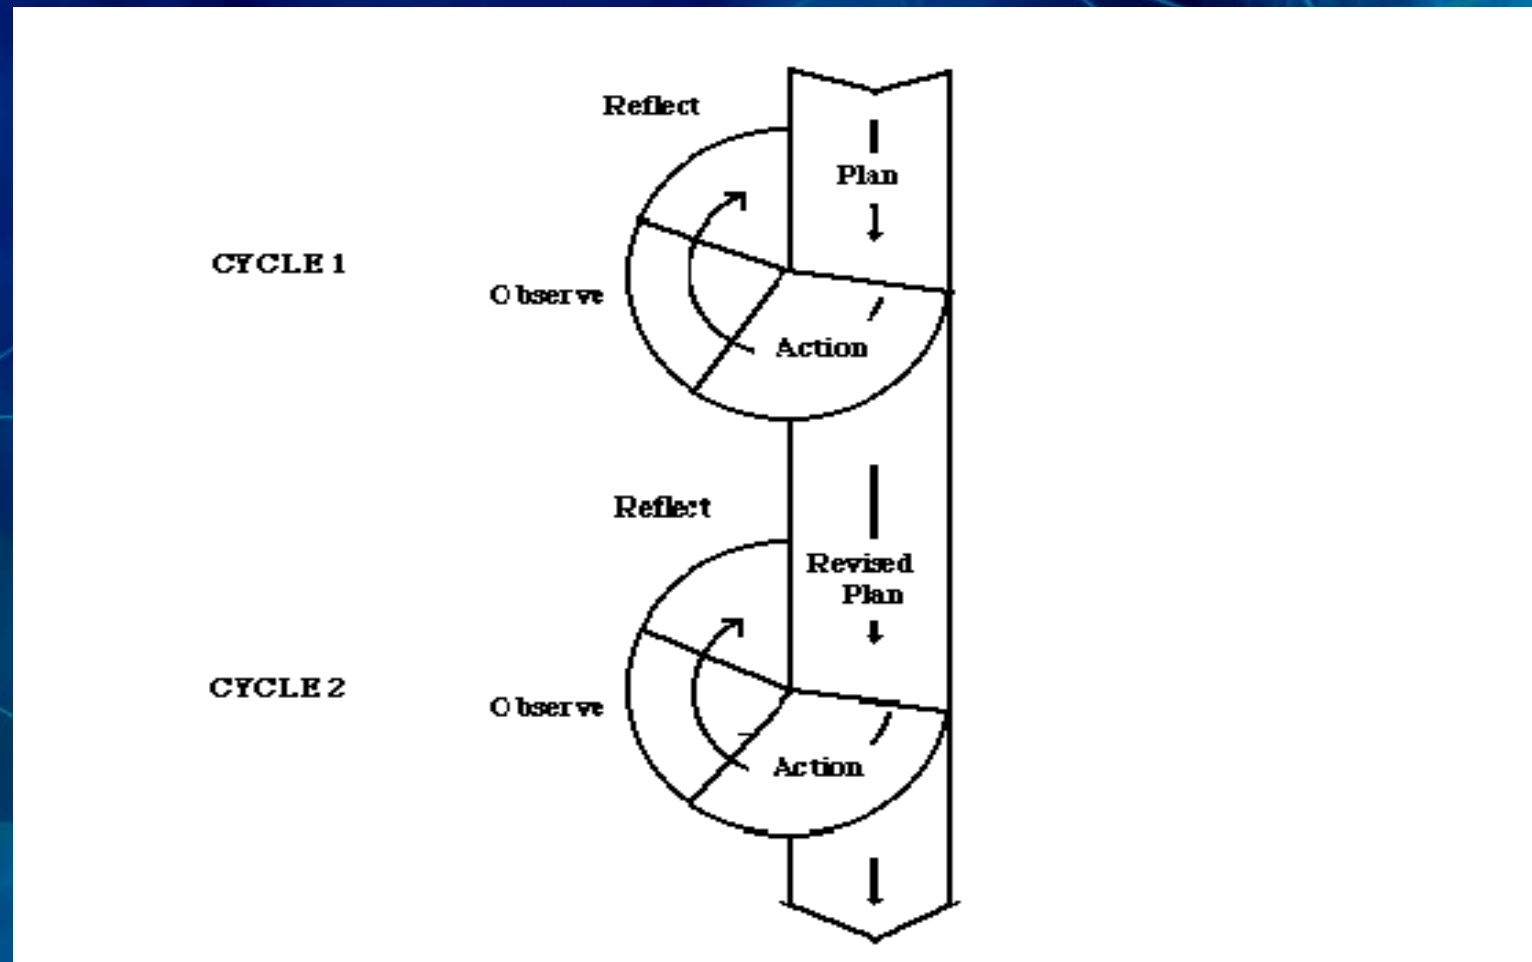 Reflect
Plan
CYCLE 1
Observe
Action
Reflect
Revised
Plan
CYCLE 2
Observe
Action